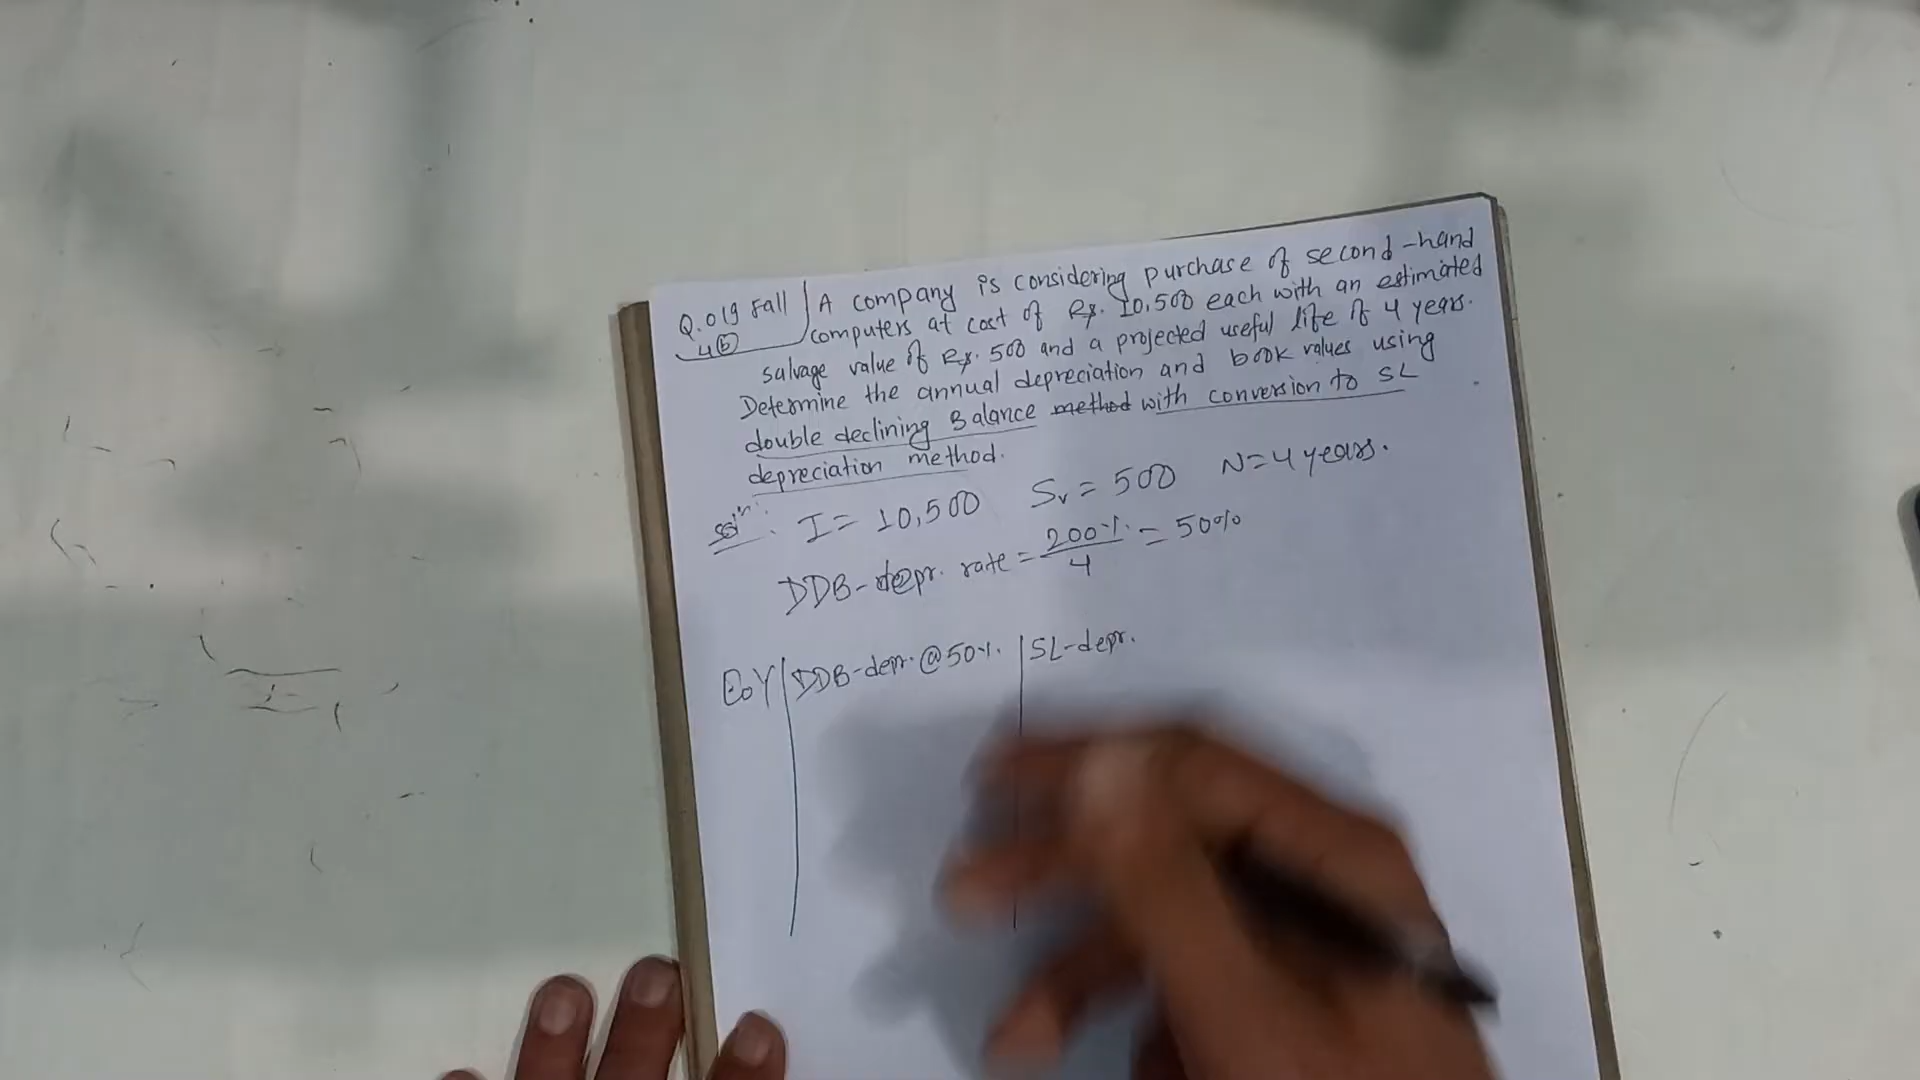 Q.019 Fall
4(b)
A company is considering purchase of second-hand
computers at cost of Rs. 10,500 each with an estimated
salvage value of Rs. 500 and a projected useful life of 4 years.
Determine the annual depreciation and book values using
double declining Balance method with conversion to SL
depreciation method.
solⁿ: I = 10,500 Sv = 500 N=4 years.
DDB-depr. rate = 200%/4 = 50%
EoY DDB-depr. @50% SL-depr.